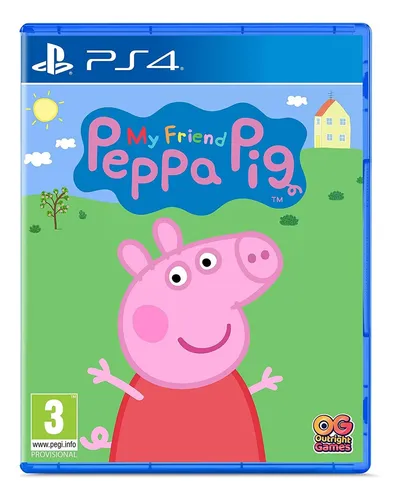 PS4
My Friend
Peppa Pig
TM
3
www.pegi.info
PROVISIONAL
OG
Outright
Games